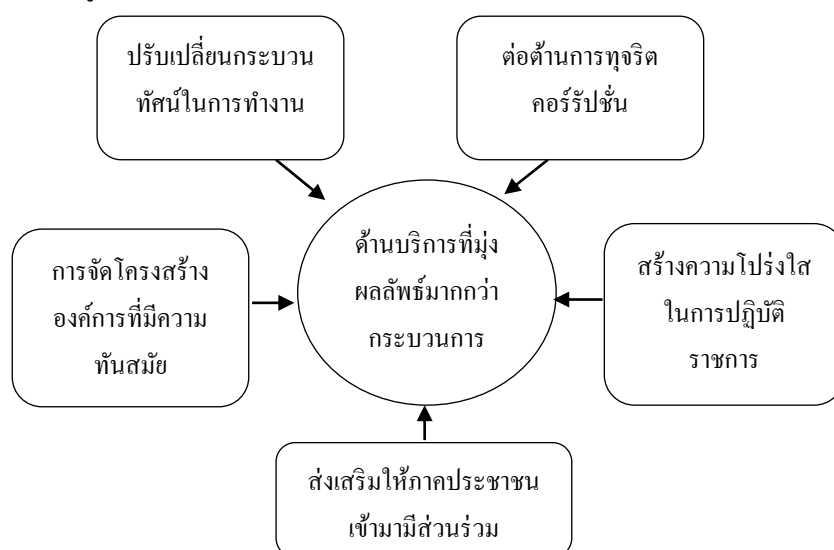 ปรับเปลี่ยนกระบวน
ทัศน์ในการทำงาน
ต่อต้านการทุจริต
คอร์รัปชั่น
ด้านบริการที่มุ่ง
ผลลัพธ์มากกว่า
กระบวนการ
การจัดโครงสร้าง
องค์การที่มีความ
ทันสมัย
สร้างความโปร่งใส
ในการปฏิบัติ
ราชการ
ส่งเสริมให้ภาคประชาชน
เข้ามามีส่วนร่วม